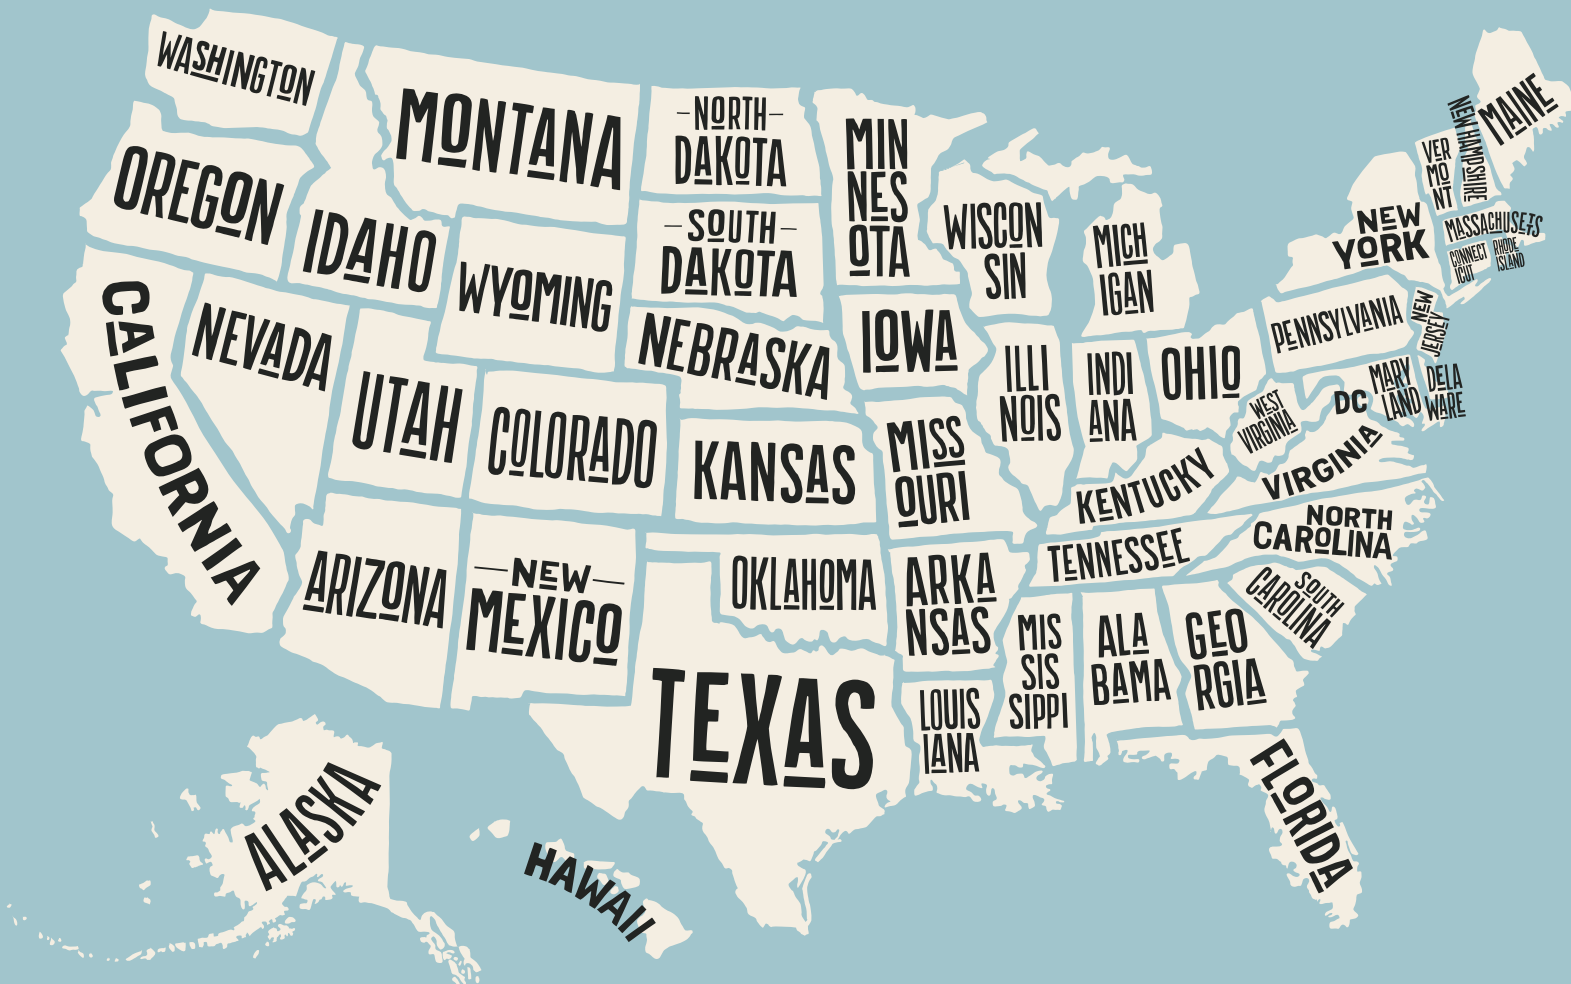 WASHINGTON
OREGON
CALIFORNIA
NEVADA
IDAHO
MONTANA
WYOMING
UTAH
COLORADO
ARIZONA
NEW
MEXICO
NORTH
DAKOTA
SOUTH
DAKOTA
NEBRASKA
KANSAS
OKLAHOMA
TEXAS
MIN
NES
OTA
IOWA
MISS
OURI
ARKA
NSAS
LOUIS
IANA
WISCON
SIN
ILLI
NOIS
MICH
IGAN
INDI
ANA
OHIO
KENTUCKY
TENNESSEE
MIS
SIS
SIPPI
ALA
BAMA
GEO
RGIA
FLORIDA
SOUTH
CAROLINA
NORTH
CAROLINA
VIRGINIA
WEST
VIRGINIA
DC
MARY
LAND
DELA
WARE
PENNSYLVANIA
NEW
JERSEY
NEW
YORK
CONNECT
ICUT
RHODE
ISLAND
MASSACHUSETTS
VER
MO
NT
NEW HAMPSHIRE
MAINE
ALASKA
HAWAII